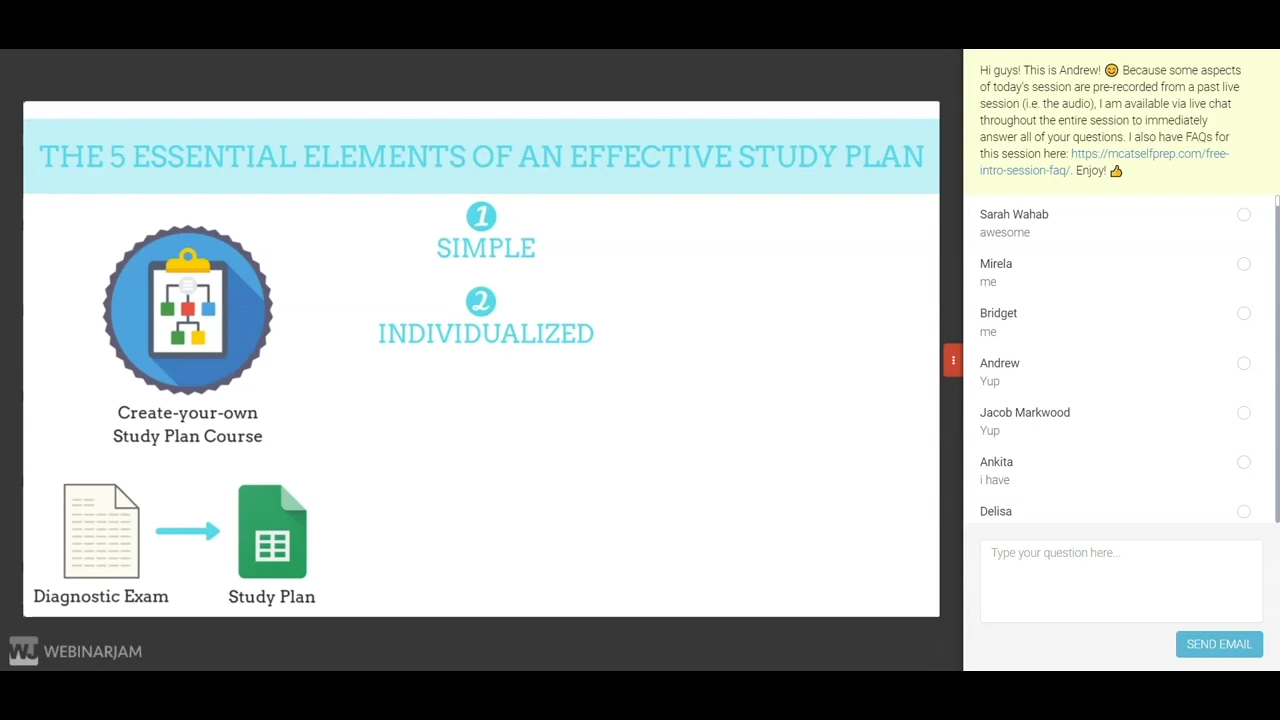 THE 5 ESSENTIAL ELEMENTS OF AN EFFECTIVE STUDY PLAN
1
SIMPLE
2
INDIVIDUALIZED
Create-your-own
Study Plan Course
Diagnostic Exam
Study Plan
WJ WEBINARJAM
Hi guys! This is Andrew! 😊 Because some aspects
of today's session are pre-recorded from a past live
session (i.e. the audio), I am available via live chat
throughout the entire session to immediately
answer all of your questions. I also have FAQs for
this session here: https://mcatselfprep.com/free-
intro-session-faq/. Enjoy! 👍
Sarah Wahab
awesome
Mirela
me
Bridget
me
Andrew
Yup
Jacob Markwood
Yup
Ankita
i have
Delisa
Type your question here...
SEND EMAIL